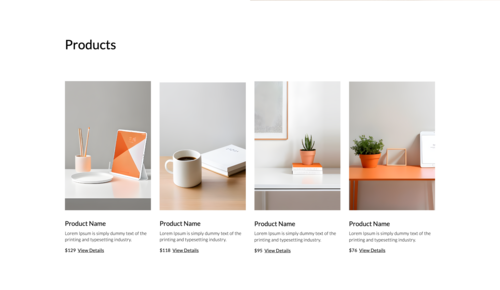 Products
Product Name
Lorem Ipsum is simply dummy text of the
printing and typesetting industry.
$129 View Details
Product Name
Lorem Ipsum is simply dummy text of the
printing and typesetting industry.
$118 View Details
Product Name
Lorem Ipsum is simply dummy text of the
printing and typesetting industry.
$95 View Details
Product Name
Lorem Ipsum is simply dummy text of the
printing and typesetting industry.
$76 View Details